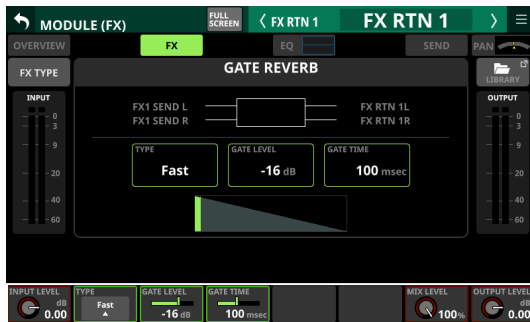 MODULE (FX)
FULL SCREEN
FX RTN 1
FX RTN 1
OVERVIEW
FX
EQ
SEND
PAN
FX TYPE
GATE REVERB
LIBRARY
INPUT
OUTPUT
FX1 SEND L
FX RTN 1L
FX1 SEND R
FX RTN 1R
0
3
9
20
40
60
0
3
9
20
40
60
TYPE
GATE LEVEL
GATE TIME
Fast
-16 dB
100 msec
INPUT LEVEL
TYPE
GATE LEVEL
GATE TIME
MIX LEVEL
OUTPUT LEVEL
dB
0.00
Fast
-16 dB
100 msec
100%
dB
0.00